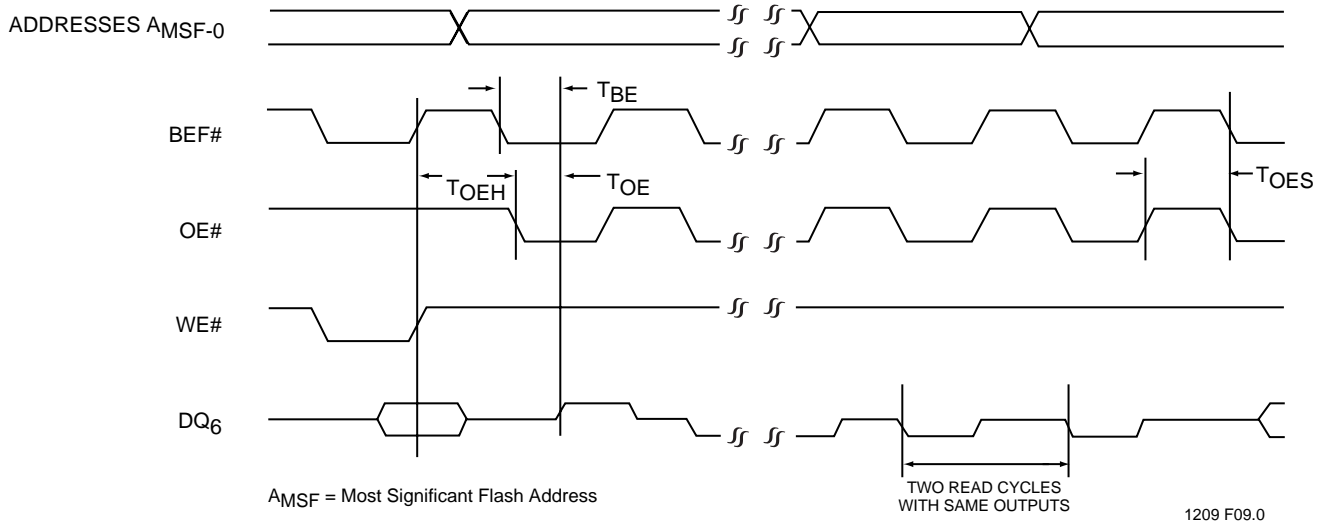 ADDRESSES AMSF-0
TBE
BEF#
TOEH
TOE
TOES
OE#
WE#
DQ6
AMSF = Most Significant Flash Address
TWO READ CYCLES
WITH SAME OUTPUTS
1209 F09.0